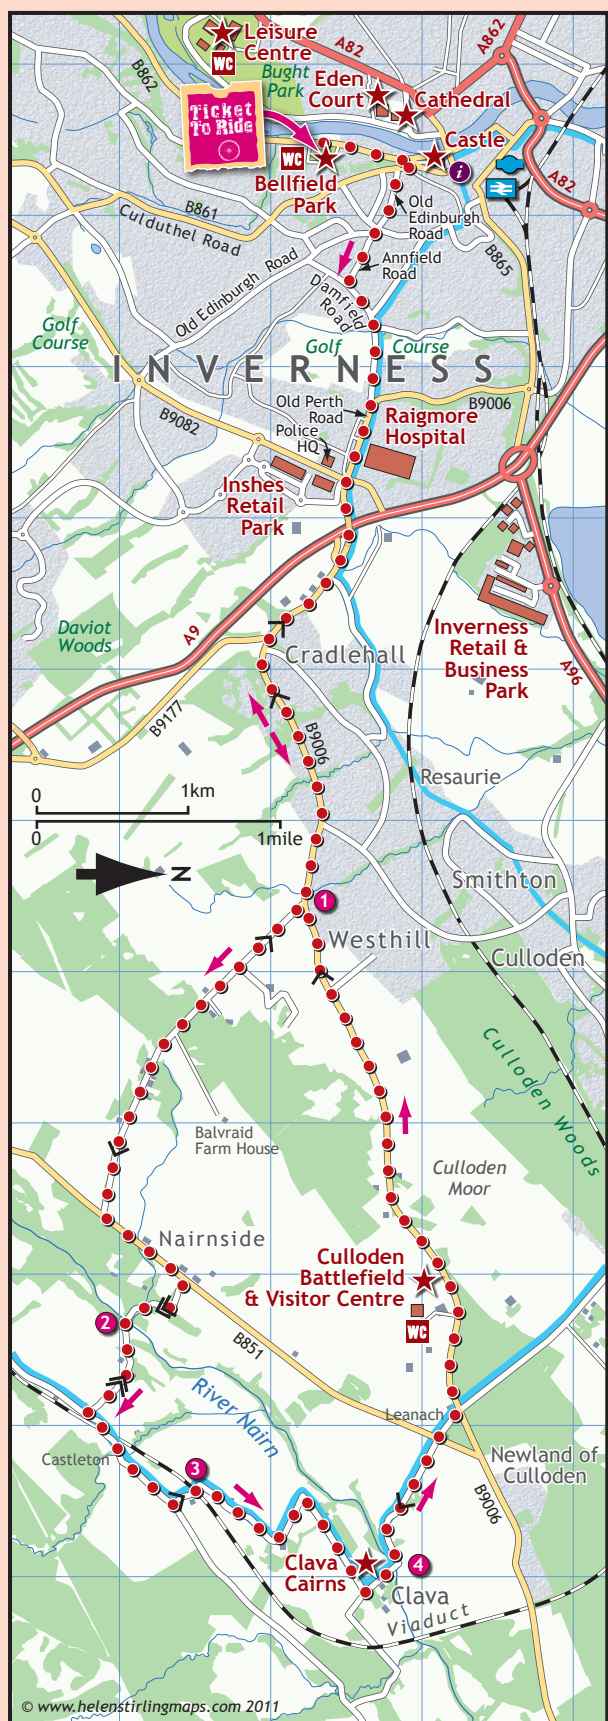 Leisure
Centre
WC
Bught
Park
A82
A862
B862
Eden
Court
Cathedral
Ticket
To Ride
Castle
WC
i
Bellfield
Park
A82
B861
Culduthel Road
Old
Edinburgh
Road
B865
Old Edinburgh Road
Annfield
Road
Damfield
Road
Golf
Course
Golf Course
INVERNESS
Old Perth
Road
B9006
B9082
Police
HQ
Raigmore
Hospital
Inshes
Retail
Park
Daviot
Woods
A9
Inverness
Retail &
Business
Park
A96
Cradlehall
B9177
B9006
Resaurie
0 1km
0 1mile
N
Smithton
1
Westhill
Culloden
Culloden Woods
Balvraid
Farm House
Culloden
Moor
Nairnside
Culloden
Battlefield
& Visitor Centre
WC
2
B851
River Nairn
Leanach
Castleton
3
Newland of
Culloden
B9006
Clava
Cairns
4
Clava
Viaduct
© www.helenstirlingmaps.com 2011